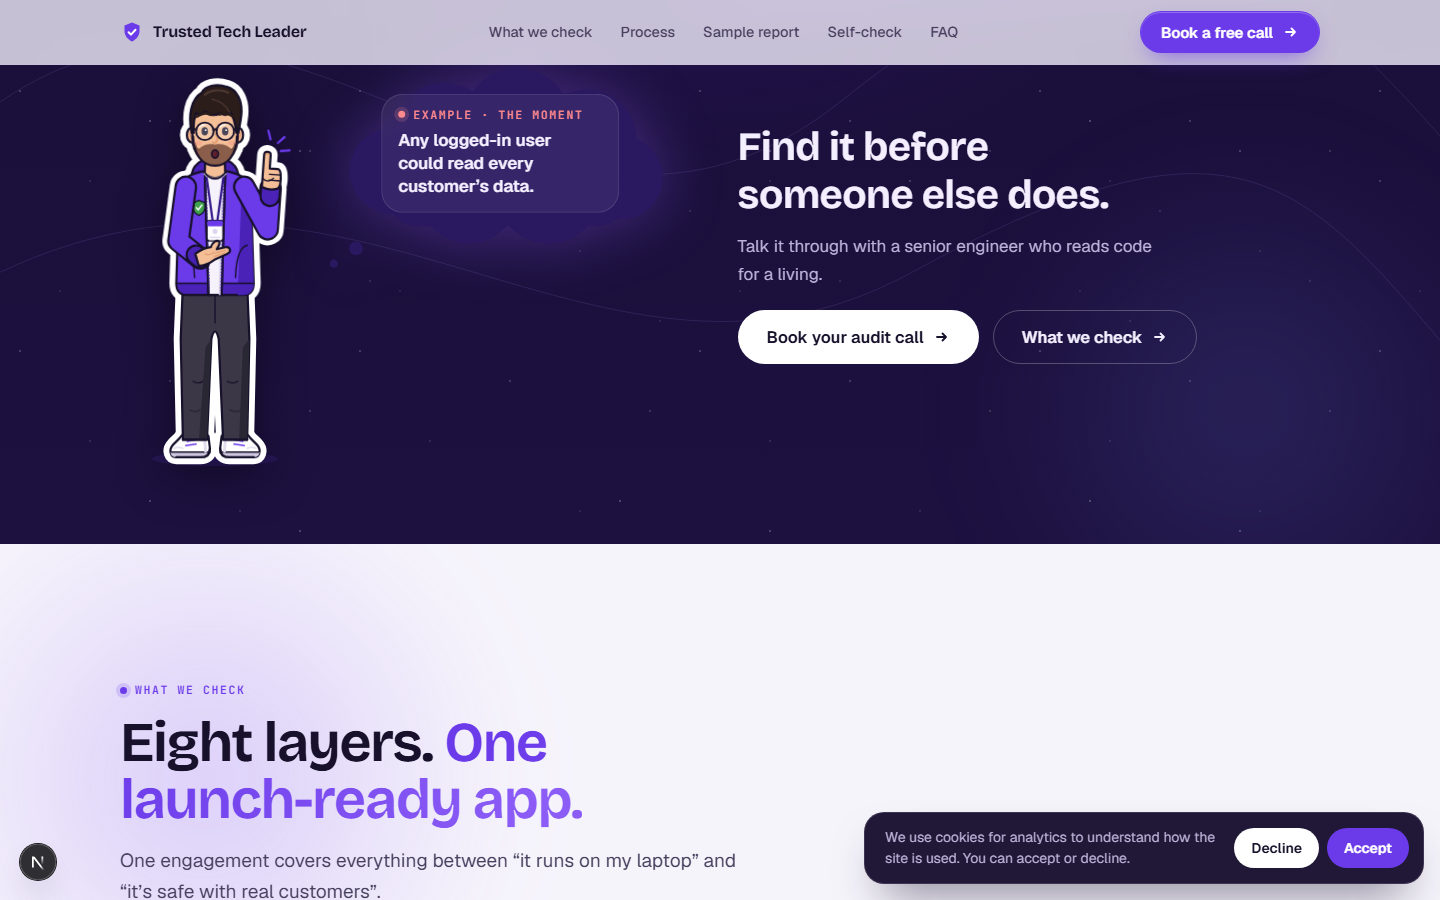 Trusted Tech Leader
What we check
Process
Sample report
Self-check
FAQ
Book a free call
EXAMPLE · THE MOMENT
Any logged-in user
could read every
customer's data.
Find it before
someone else does.
Talk it through with a senior engineer who reads code
for a living.
Book your audit call
What we check
WHAT WE CHECK
Eight layers. One
launch-ready app.
One engagement covers everything between “it runs on my laptop” and
“it’s safe with real customers”.
We use cookies for analytics to understand how the
site is used. You can accept or decline.
Decline
Accept
N